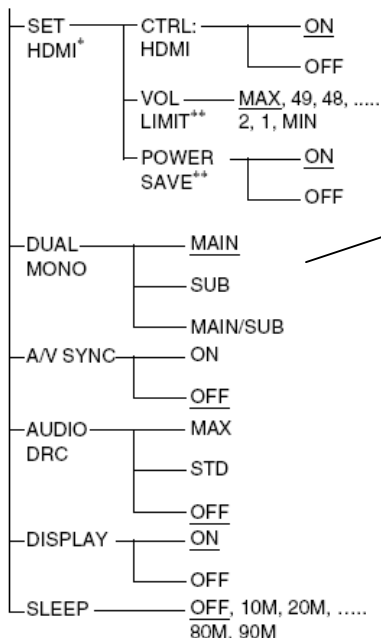 SET CTRL: ON
HDMI* HDMI
OFF
VOL MAX, 49, 48, .....
LIMIT** 2, 1, MIN
POWER ON
SAVE**
OFF
DUAL MAIN
MONO
SUB
MAIN/SUB
A/V SYNC ON
OFF
AUDIO MAX
DRC
STD
OFF
DISPLAY ON
OFF
SLEEP OFF, 10M, 20M, .....
80M, 90M